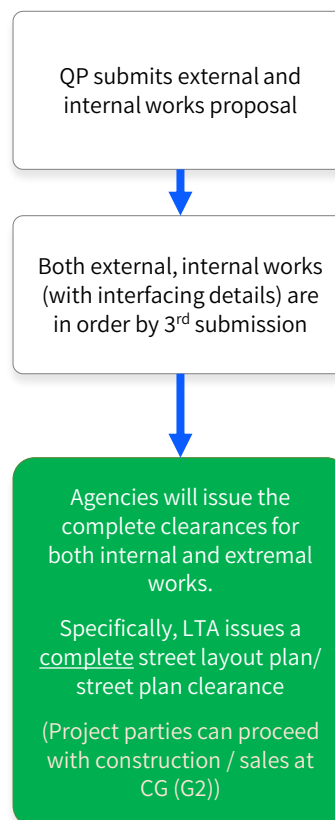 QP submits external and
internal works proposal
Both external, internal works
(with interfacing details) are
in order by 3rd submission
Agencies will issue the
complete clearances for
both internal and extremal
works.
Specifically, LTA issues a
complete street layout plan/
street plan clearance
(Project parties can proceed
with construction / sales at
CG (G2))